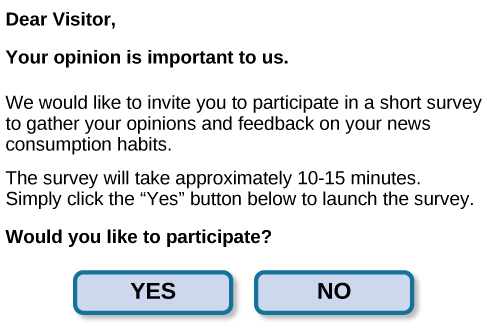 Dear Visitor,
Your opinion is important to us.
We would like to invite you to participate in a short survey
to gather your opinions and feedback on your news
consumption habits.
The survey will take approximately 10-15 minutes.
Simply click the “Yes” button below to launch the survey.
Would you like to participate?
YES NO